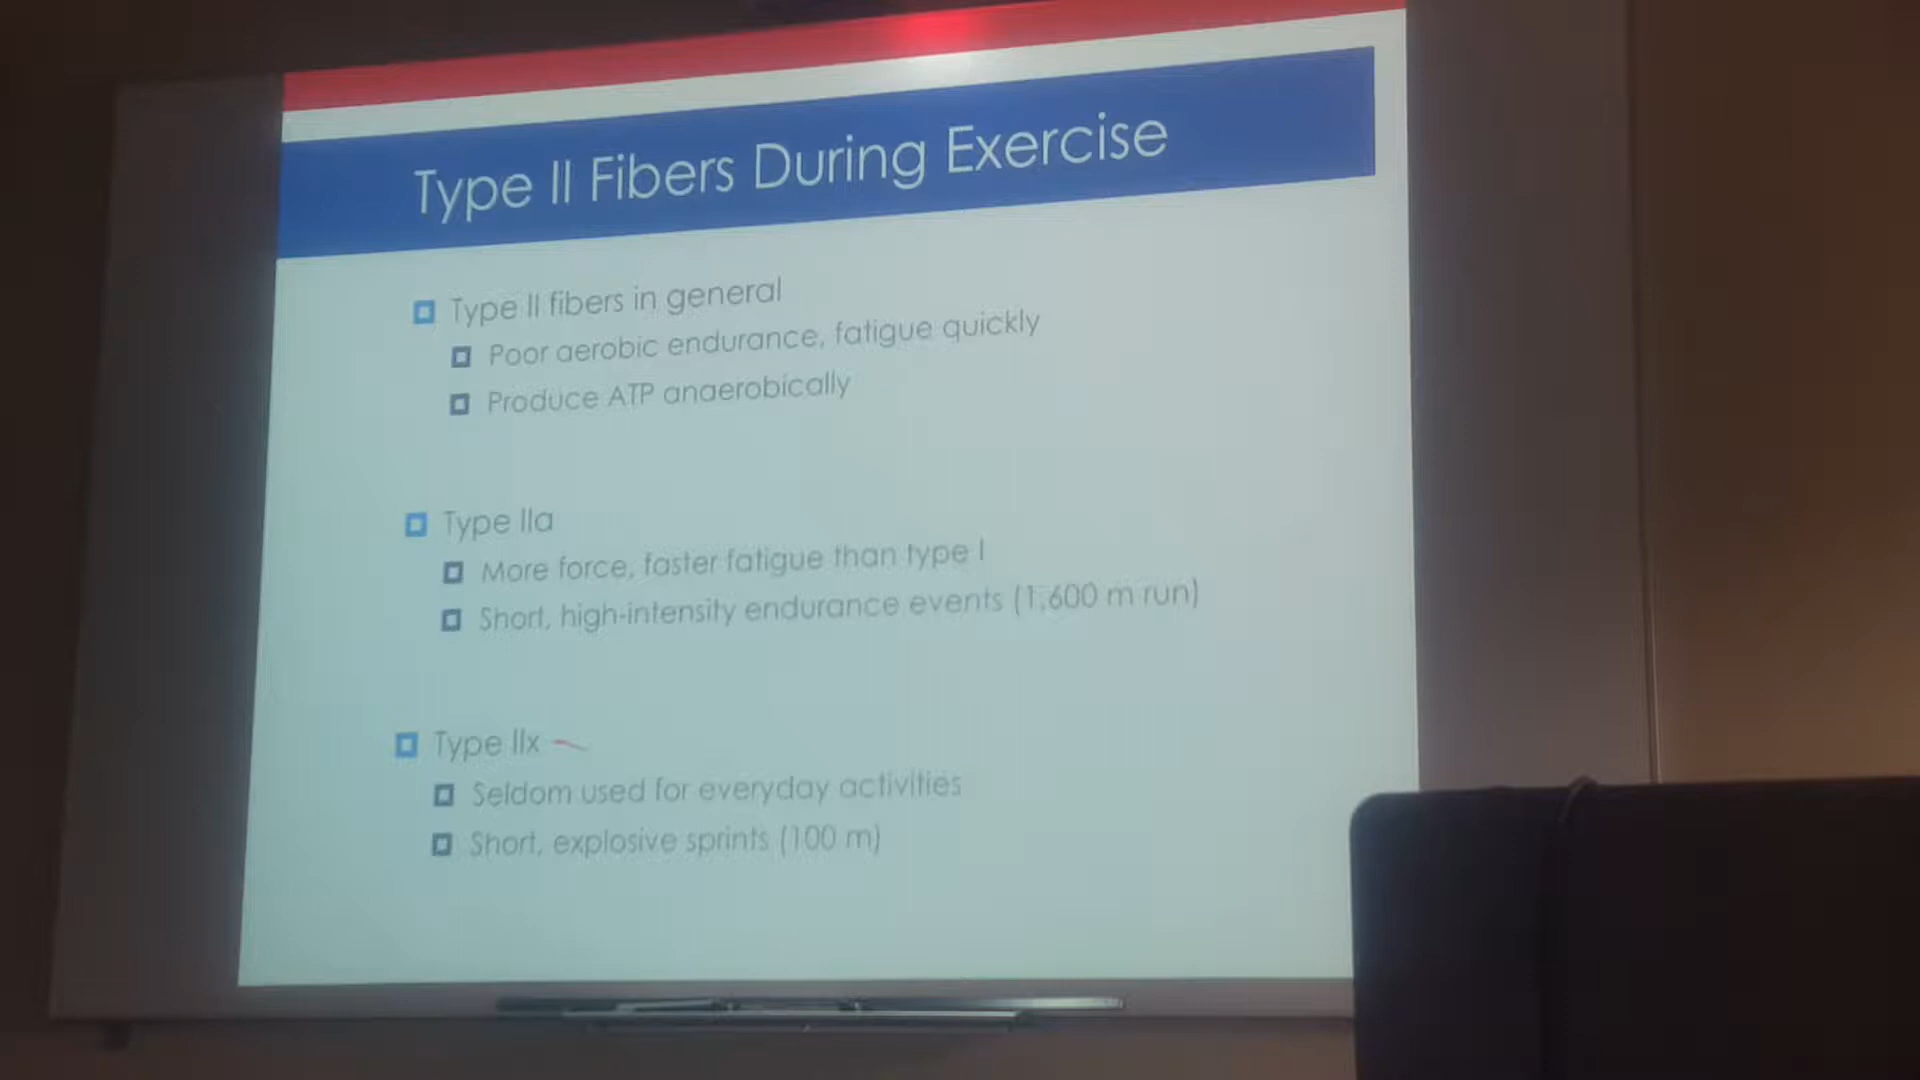 Type II Fibers During Exercise
Type II fibers in general
Poor aerobic endurance, fatigue quickly
Produce ATP anaerobically
Type IIa
More force, faster fatigue than type I
Short, high-intensity endurance events (1,600 m run)
Type IIx
Seldom used for everyday activities
Short, explosive sprints (100 m)